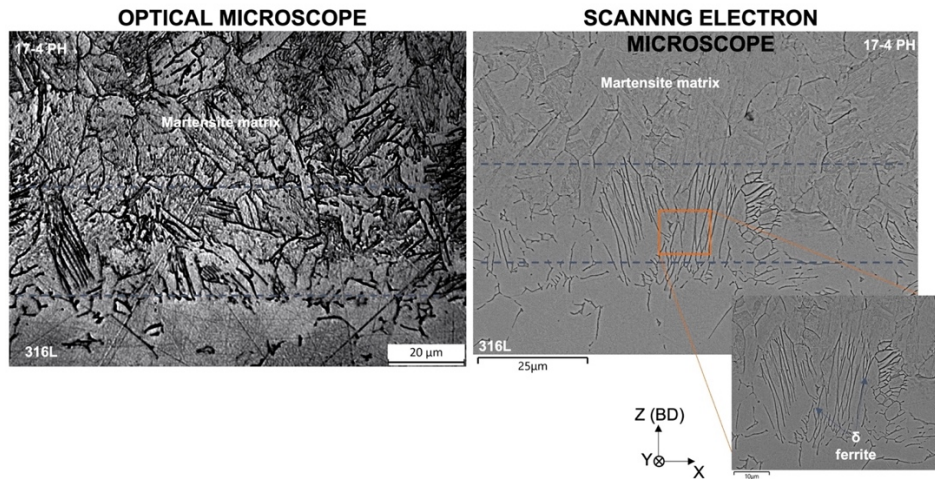 OPTICAL MICROSCOPE
17-4 PH
Martensite matrix
316L
20 μm
SCANNNG ELECTRON
MICROSCOPE
17-4 PH
Martensite matrix
316L
25μm
δ
ferrite
10μm
Z (BD)
Y
X